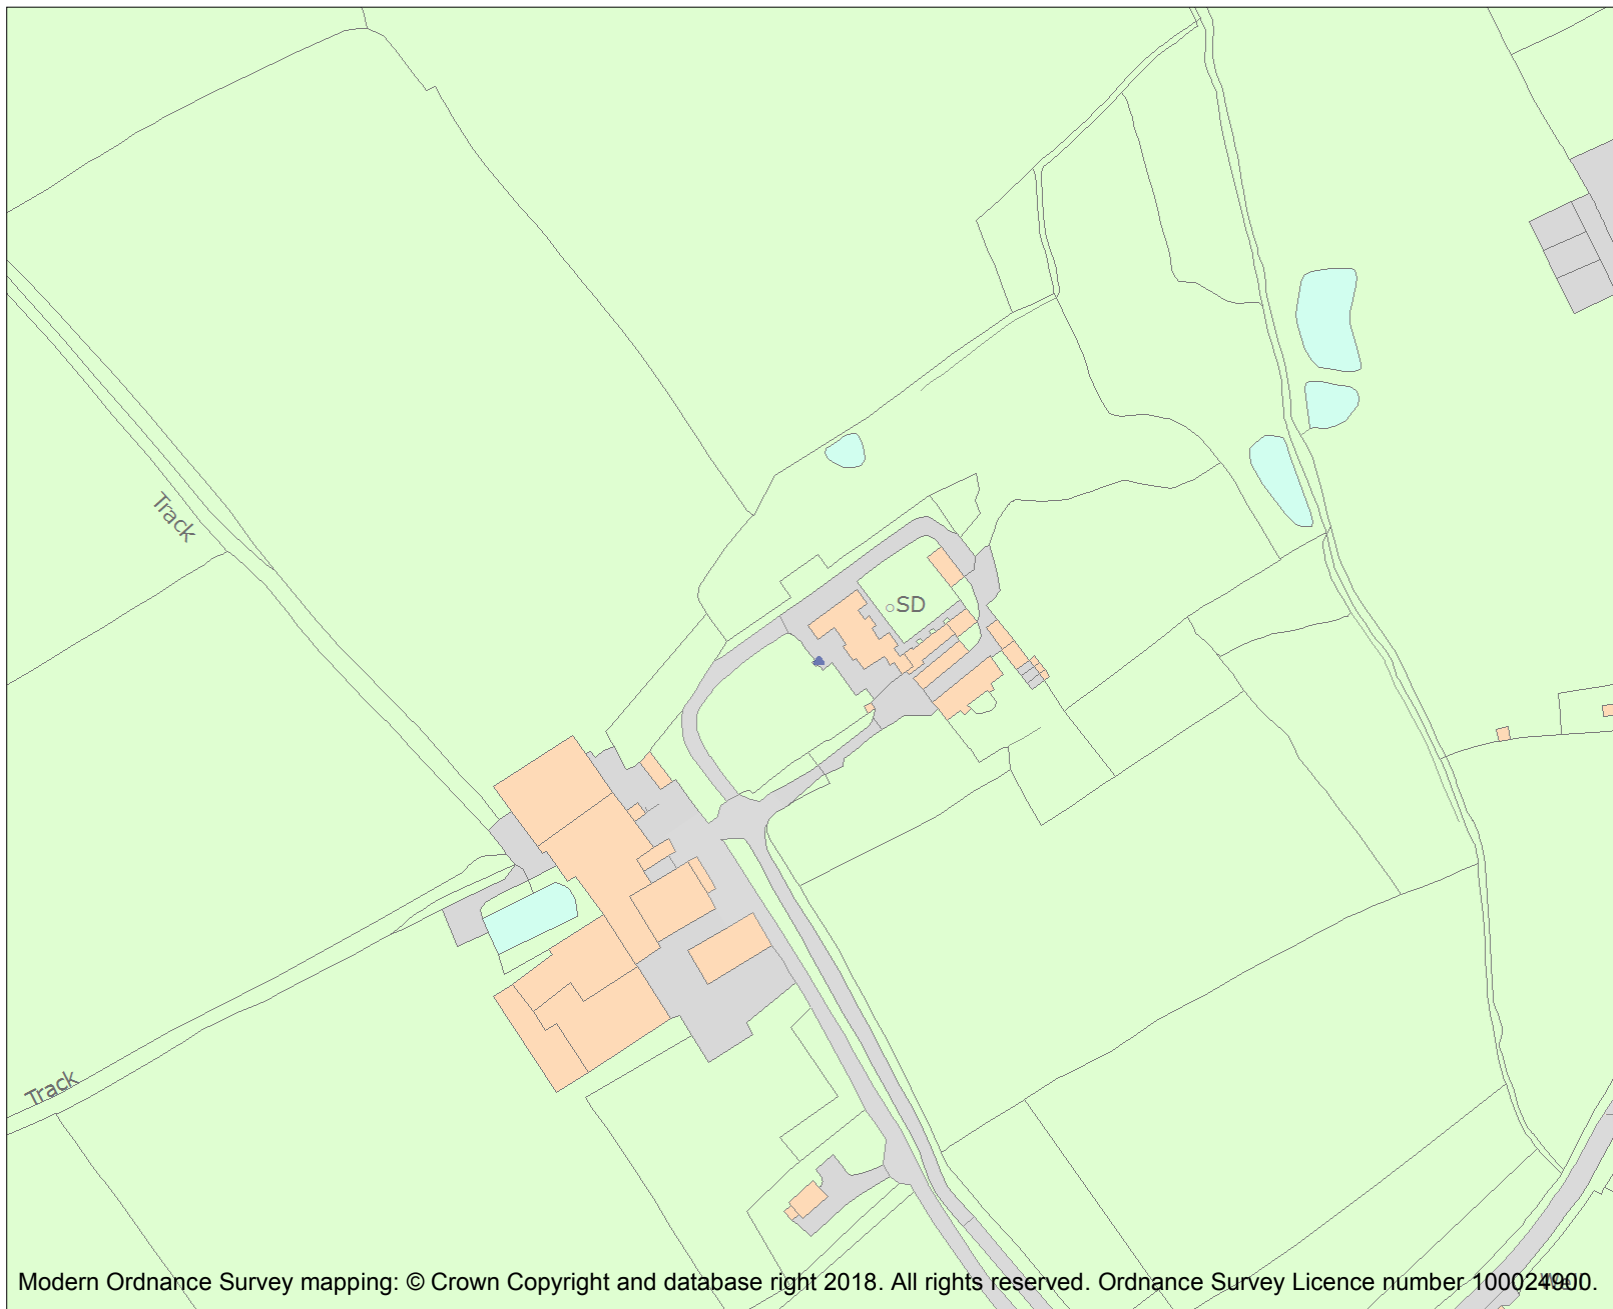 Track
SD
Track
Modern Ordnance Survey mapping: © Crown Copyright and database right 2018. All rights reserved. Ordnance Survey Licence number 100024900.